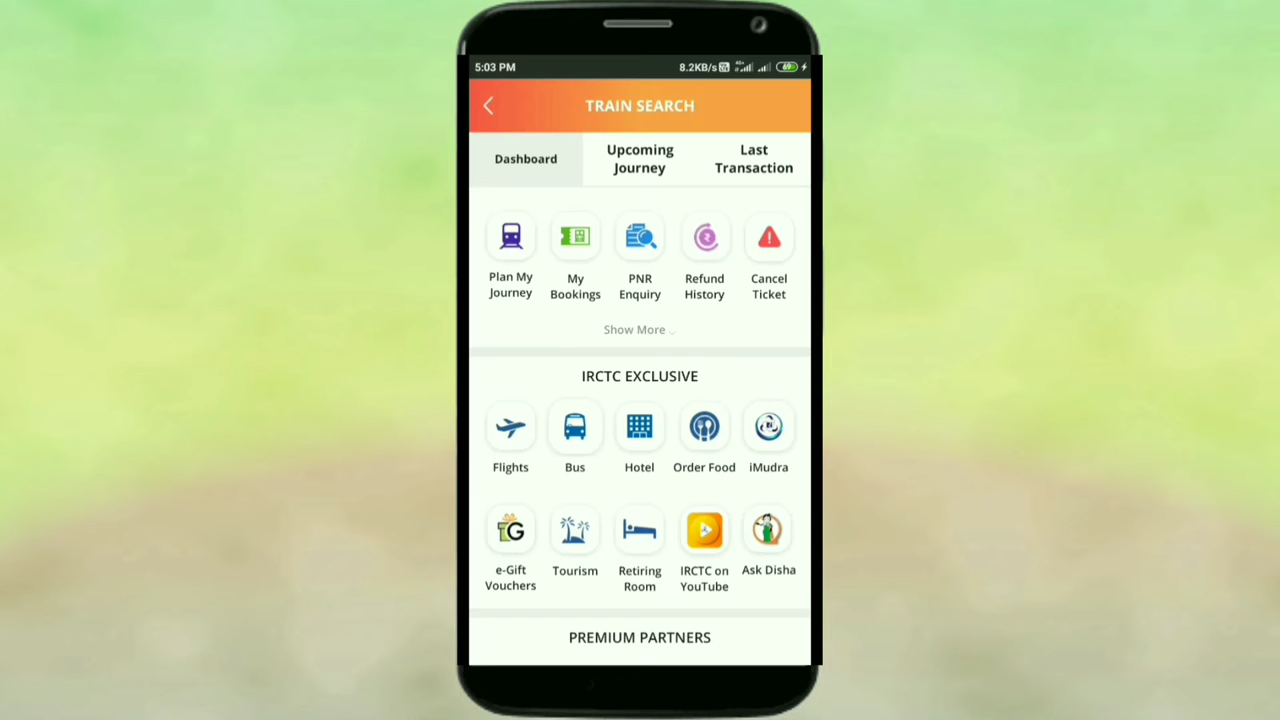 5:03 PM
8.2KB/s 4G+ 69
TRAIN SEARCH
Dashboard
Upcoming
Journey
Last
Transaction
Plan My
Journey
My
Bookings
PNR
Enquiry
Refund
History
Cancel
Ticket
Show More
IRCTC EXCLUSIVE
Flights
Bus
Hotel
Order Food
iMudra
e-Gift
Vouchers
Tourism
Retiring
Room
IRCTC on
YouTube
Ask Disha
PREMIUM PARTNERS